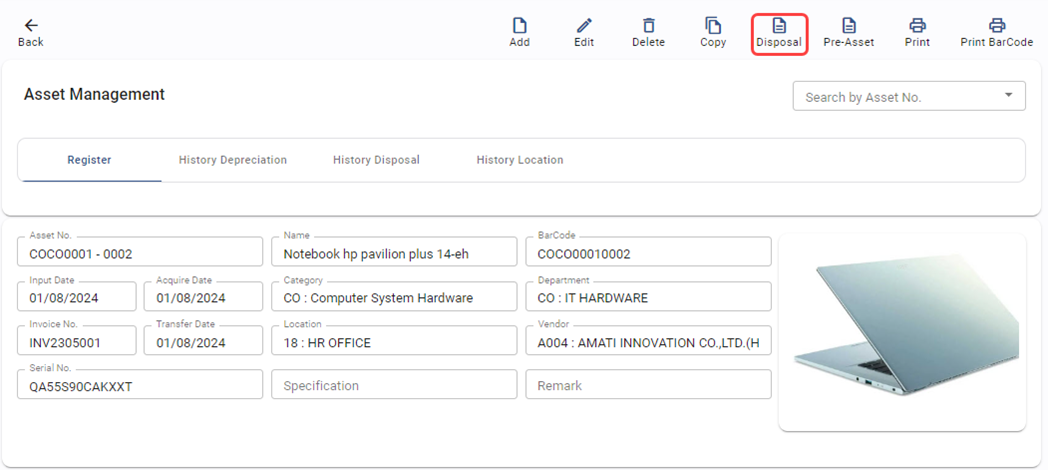 Back
Add Edit Delete Copy Disposal Pre-Asset Print Print BarCode
Asset Management
Search by Asset No.
Register History Depreciation History Disposal History Location
Asset No. Name BarCode
COCO0001 - 0002 Notebook hp pavilion plus 14-eh COCO00010002
Input Date Acquire Date Category Department
01/08/2024 01/08/2024 CO : Computer System Hardware CO : IT HARDWARE
Invoice No. Transfer Date Location Vendor
INV2305001 01/08/2024 18 : HR OFFICE A004 : AMATI INNOVATION CO.,LTD.(H
Serial No.
QA55S90CAKXXT Specification Remark